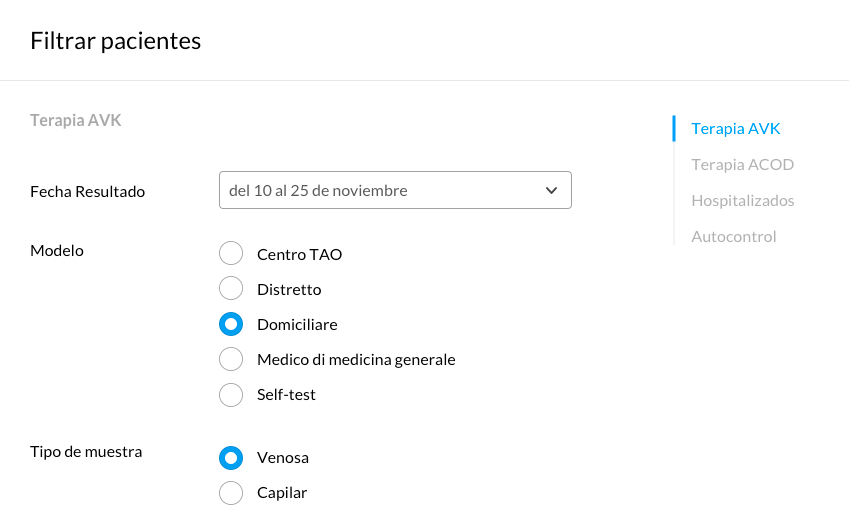 Filtrar pacientes
Terapia AVK
Fecha Resultado
del 10 al 25 de noviembre
Modelo
Centro TAO
Distretto
Domiciliare
Medico di medicina generale
Self-test
Tipo de muestra
Venosa
Capilar
Terapia AVK
Terapia ACOD
Hospitalizados
Autocontrol